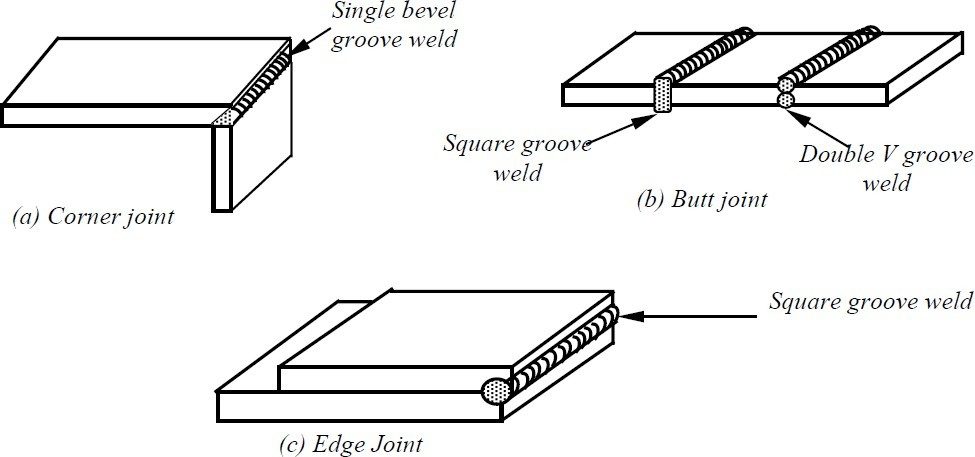 Single bevel
groove weld
(a) Corner joint
Square groove
weld
Double V groove
weld
(b) Butt joint
Square groove weld
(c) Edge Joint